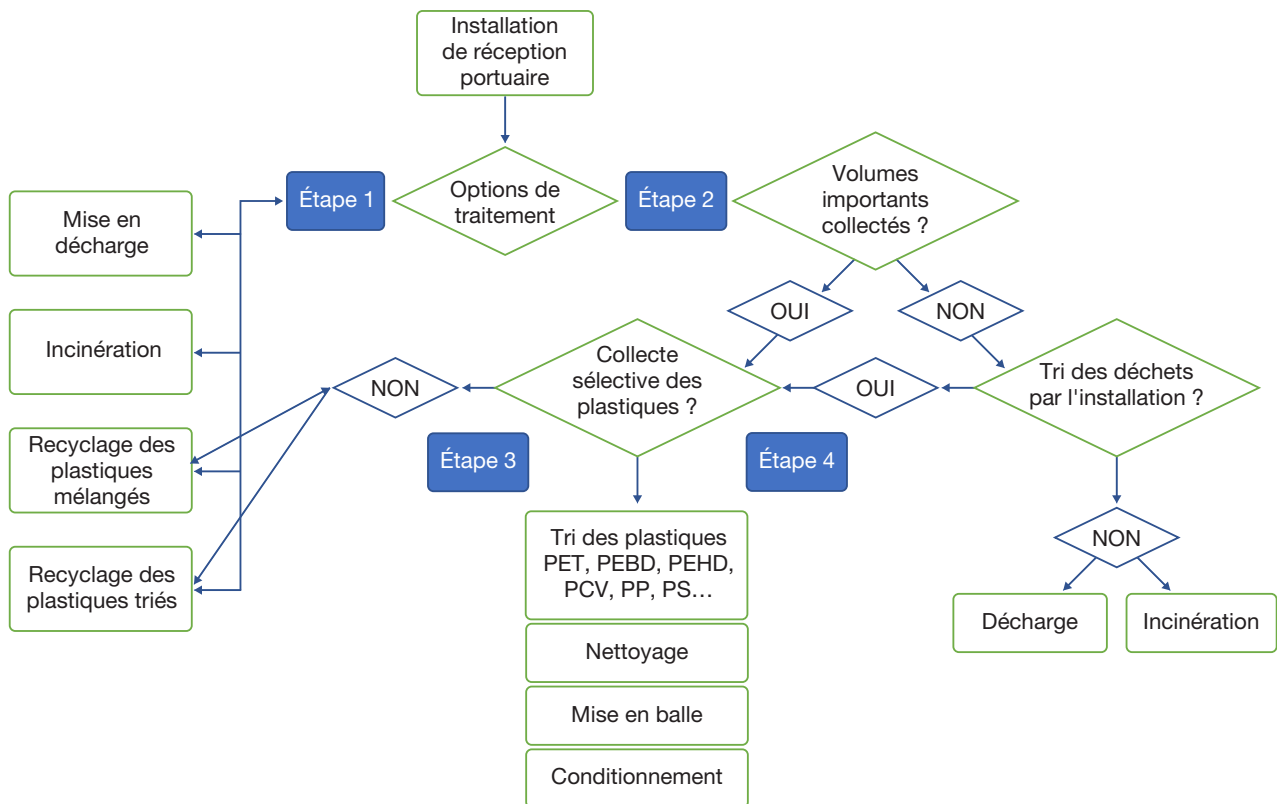 Installation
de réception
portuaire
Étape 1
Options de
traitement
Étape 2
Volumes
importants
collectés ?
Mise en
décharge
OUI
NON
Incinération
NON
Collecte
sélective des
plastiques ?
OUI
Tri des déchets
par l'installation ?
Recyclage des
plastiques
mélangés
Étape 3
Étape 4
Tri des plastiques
PET, PEBD, PEHD,
PCV, PP, PS…
NON
Recyclage des
plastiques triés
Décharge
Incinération
Nettoyage
Mise en balle
Conditionnement